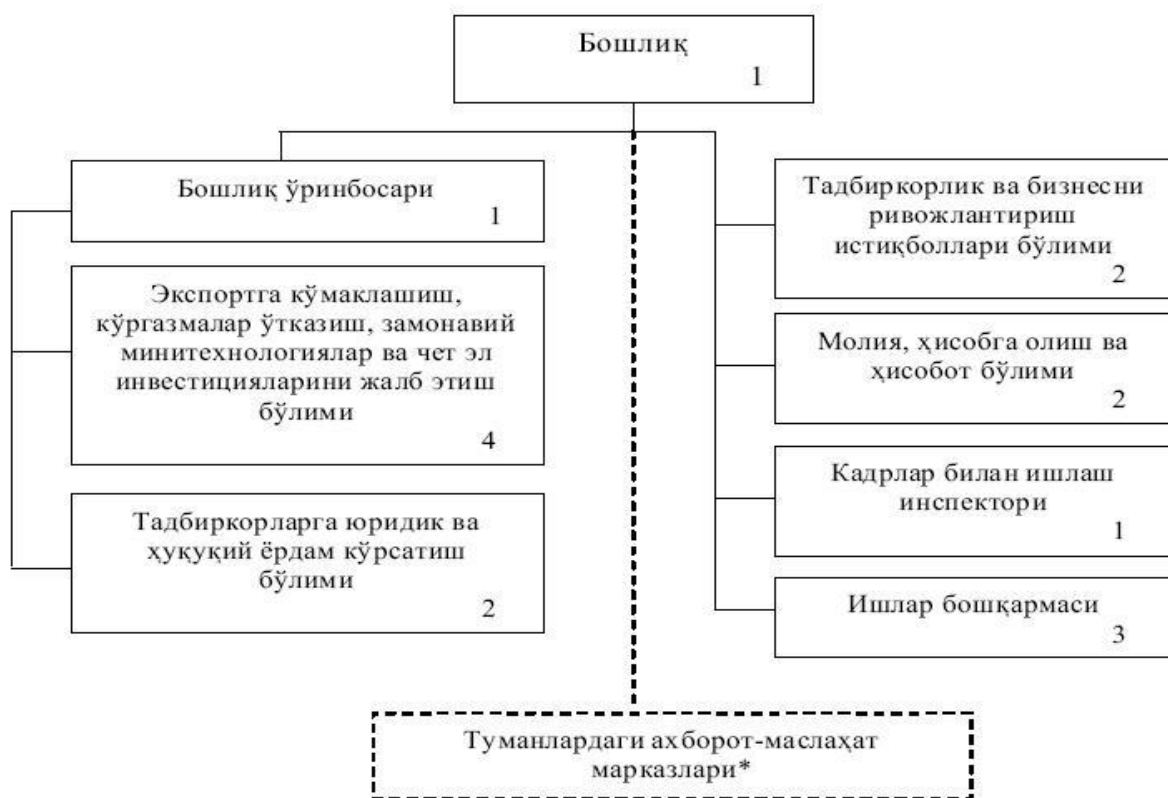 Бошлиқ
1
Бошлиқ ўринбосари
1
Экспортга кўмаклашиш,
кўргазмалар ўтказиш, замонавий
минитехнологиялар ва чет эл
инвестицияларини жалб этиш
бўлими
4
Тадбиркорларга юридик ва
ҳуқуқий ёрдам кўрсатиш
бўлими
2
Тадбиркорлик ва бизнесни
ривожлантириш
истиқболлари бўлими
2
Молия, ҳисобга олиш ва
ҳисобот бўлими
2
Кадрлар билан ишлаш
инспектори
1
Ишлар бошқармаси
3
Туманлардаги ахборот-маслаҳат
марказлари*